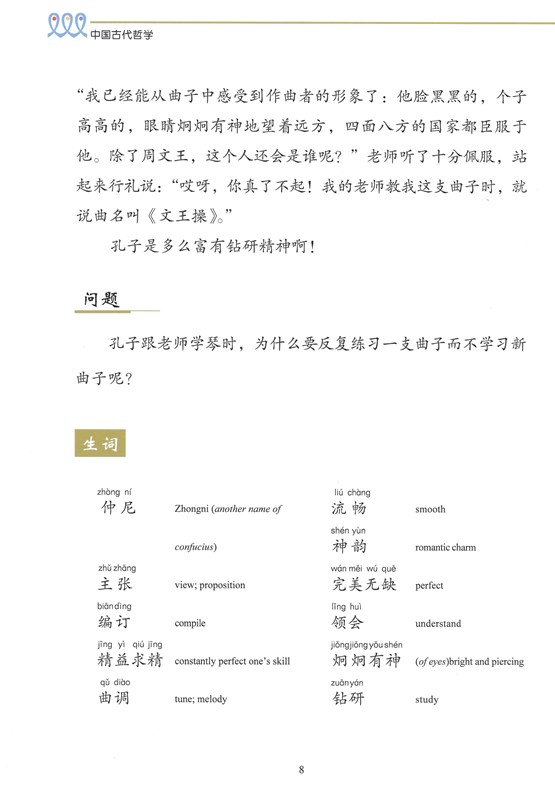 中国古代哲学
“我已经能从曲子中感受到作曲者的形象了：他脸黑黑的，个子
高高的，眼睛炯炯有神地望着远方，四面八方的国家都臣服于
他。除了周文王，这个人还会是谁呢？”老师听了十分佩服，站
起来行礼说：“哎呀，你真了不起！我的老师教我这支曲子时，就
说曲名叫《文王操》。”
孔子是多么富有钻研精神啊！
问题
孔子跟老师学琴时，为什么要反复练习一支曲子而不学习新
曲子呢？
生词
zhòng ní
仲尼 Zhongni (another name of
confucius)
zhǔ zhāng
主张 view; proposition
biān dìng
编订 compile
jīng yì qiú jīng
精益求精 constantly perfect one's skill
qǔ diào
曲调 tune; melody
liú chàng
流畅 smooth
shén yùn
神韵 romantic charm
wán měi wú quē
完美无缺 perfect
lǐng huì
领会 understand
jiǒngjiǒngyǒushén
炯炯有神 (of eyes)bright and piercing
zuānyán
钻研 study
8